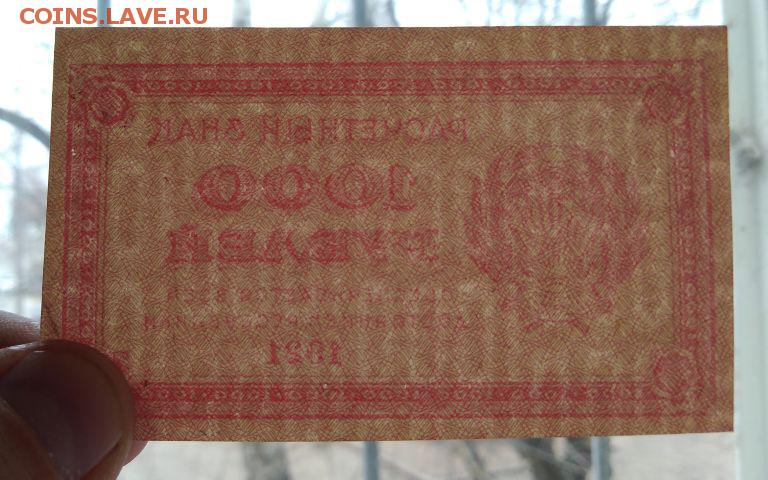 COINS.LAVE.RU
РАСЧЕТНЫЙ ЗНАК
1000
РУБЛЕЙ
1921